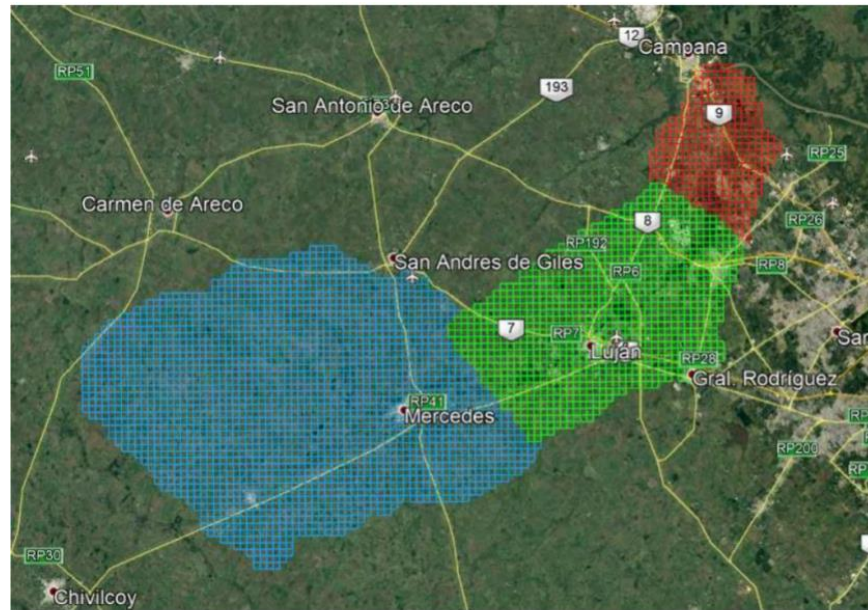 12
Campana
RP51
193
San Antonio de Areco
9
RP25
Carmen de Areco
RP26
8
RP192
San Andres de Giles
RP6
RP8
7
RP7
Luján
San
RP28
Gral. Rodríguez
RP41
Mercedes
RP200
RP30
Chivilcoy